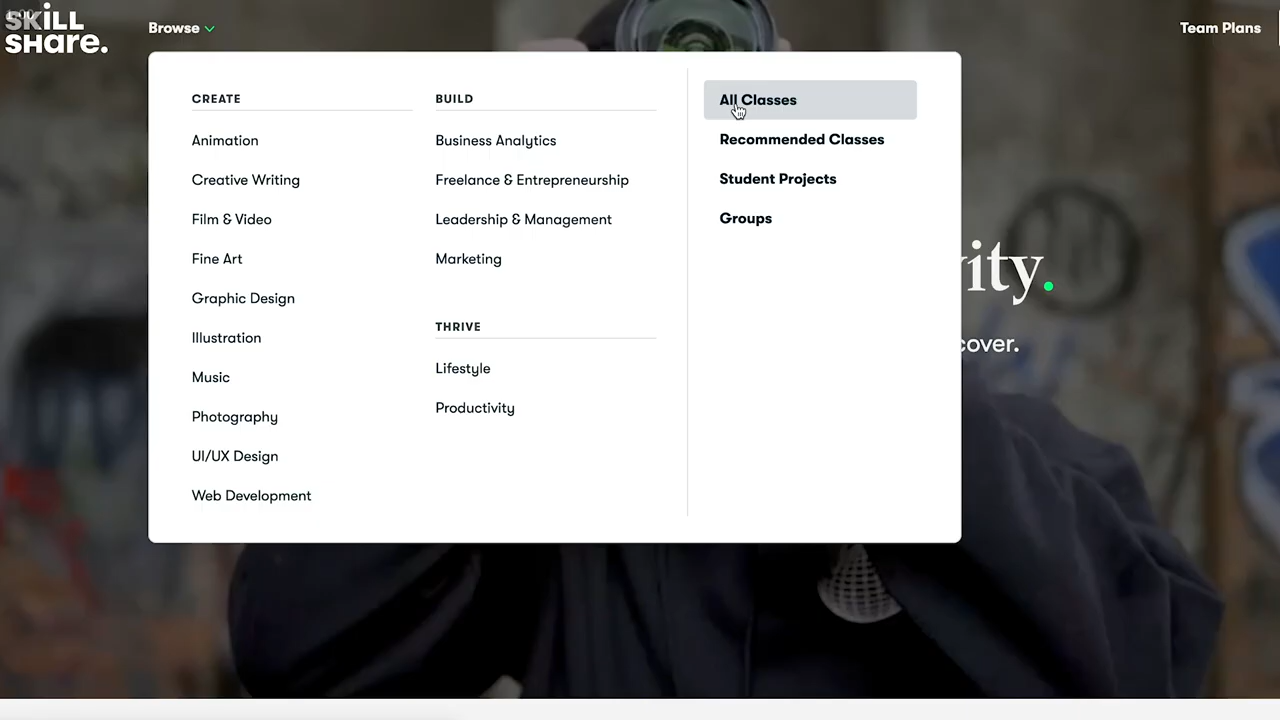 SKILL
SHare.
Browse
Team Plans
CREATE
Animation
Creative Writing
Film & Video
Fine Art
Graphic Design
Illustration
Music
Photography
UI/UX Design
Web Development
BUILD
Business Analytics
Freelance & Entrepreneurship
Leadership & Management
Marketing
THRIVE
Lifestyle
Productivity
All Classes
Recommended Classes
Student Projects
Groups
vity.
cover.